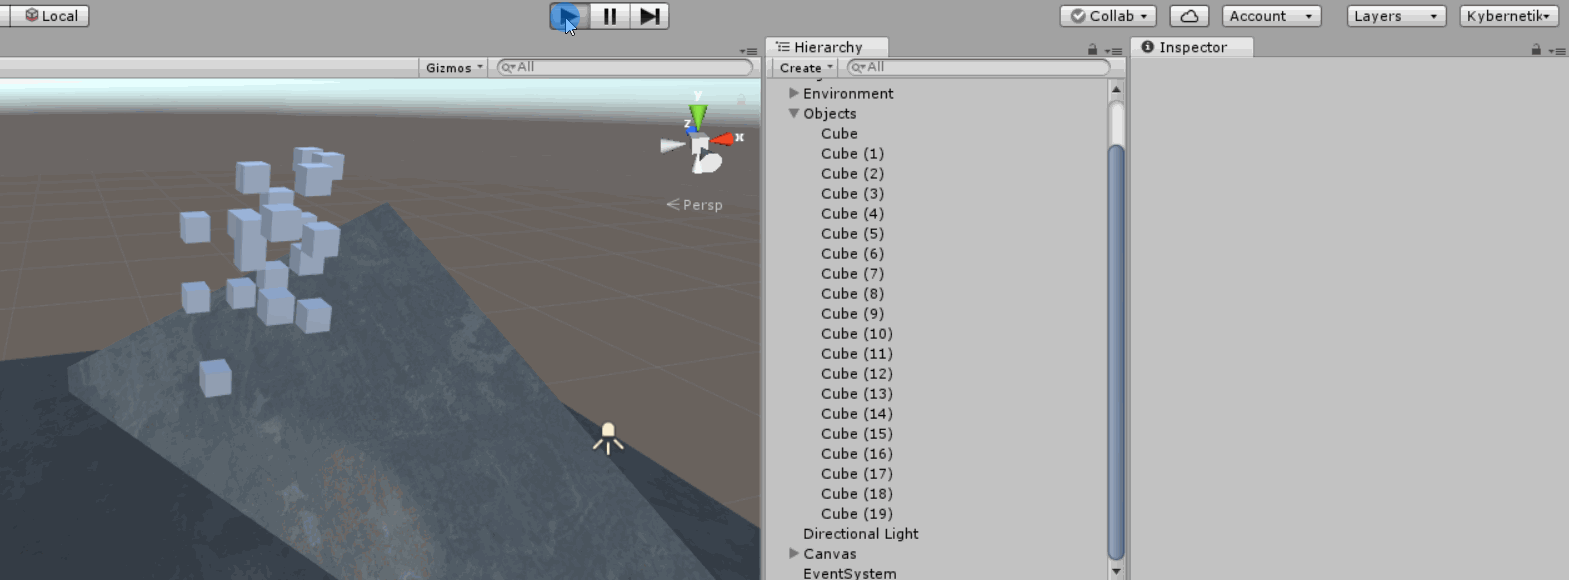 Local
Collab
Account
Layers
Kybernetik
Hierarchy
Inspector
Gizmos
All
Create
All
Environment
Objects
Cube
Cube (1)
Cube (2)
Cube (3)
Cube (4)
Cube (5)
Cube (6)
Cube (7)
Cube (8)
Cube (9)
Cube (10)
Cube (11)
Cube (12)
Cube (13)
Cube (14)
Cube (15)
Cube (16)
Cube (17)
Cube (18)
Cube (19)
Directional Light
Canvas
EventSystem
y
z
x
Persp